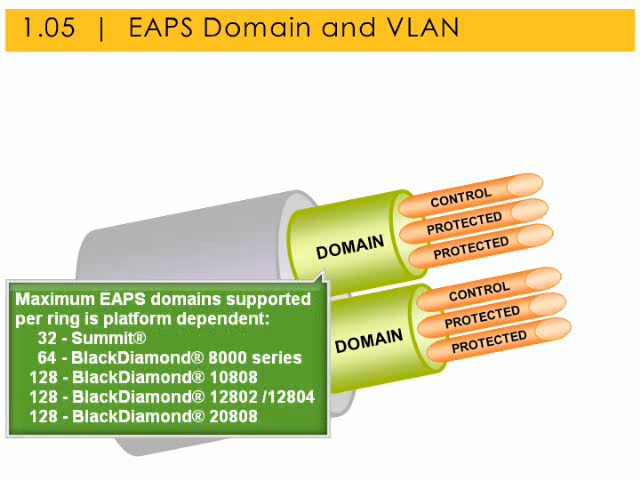 1.05 | EAPS Domain and VLAN
CONTROL
PROTECTED
PROTECTED
DOMAIN
CONTROL
PROTECTED
PROTECTED
DOMAIN
Maximum EAPS domains supported
per ring is platform dependent:
32 - Summit®
64 - BlackDiamond® 8000 series
128 - BlackDiamond® 10808
128 - BlackDiamond® 12802 /12804
128 - BlackDiamond® 20808